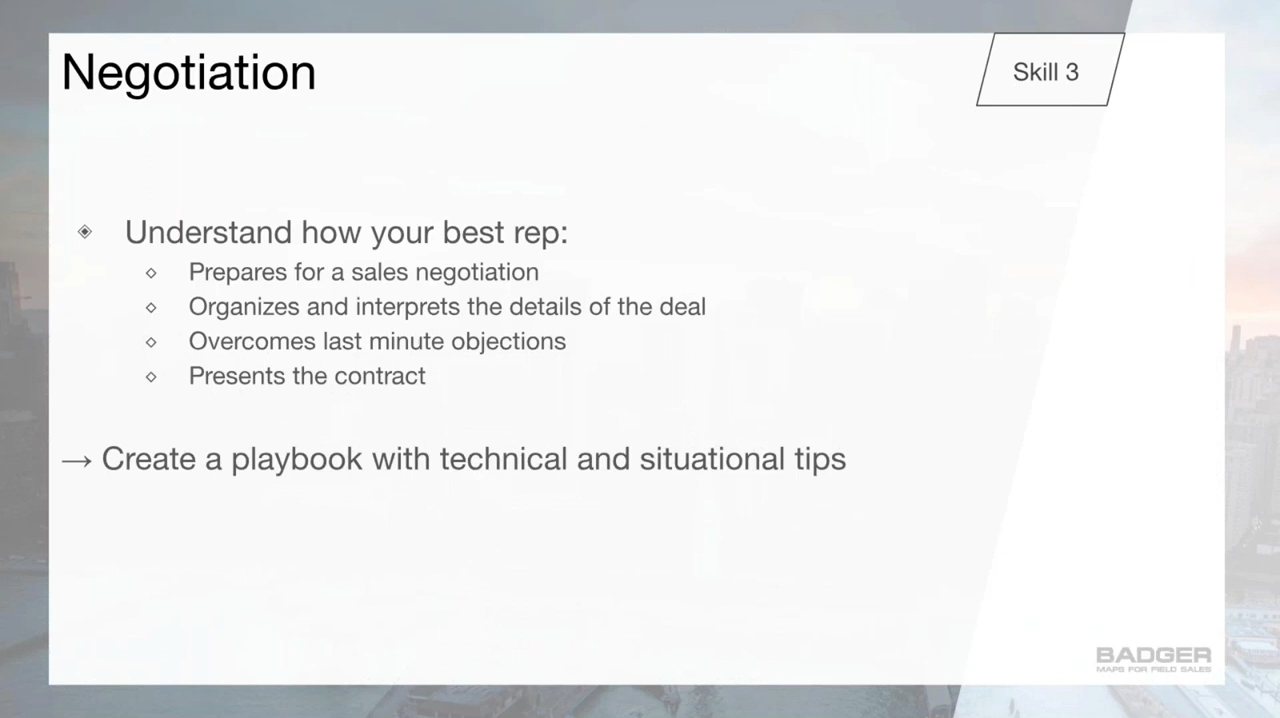 Negotiation
Skill 3
Understand how your best rep:
Prepares for a sales negotiation
Organizes and interprets the details of the deal
Overcomes last minute objections
Presents the contract
→ Create a playbook with technical and situational tips
BADGER
MAPS FOR FIELD SALES